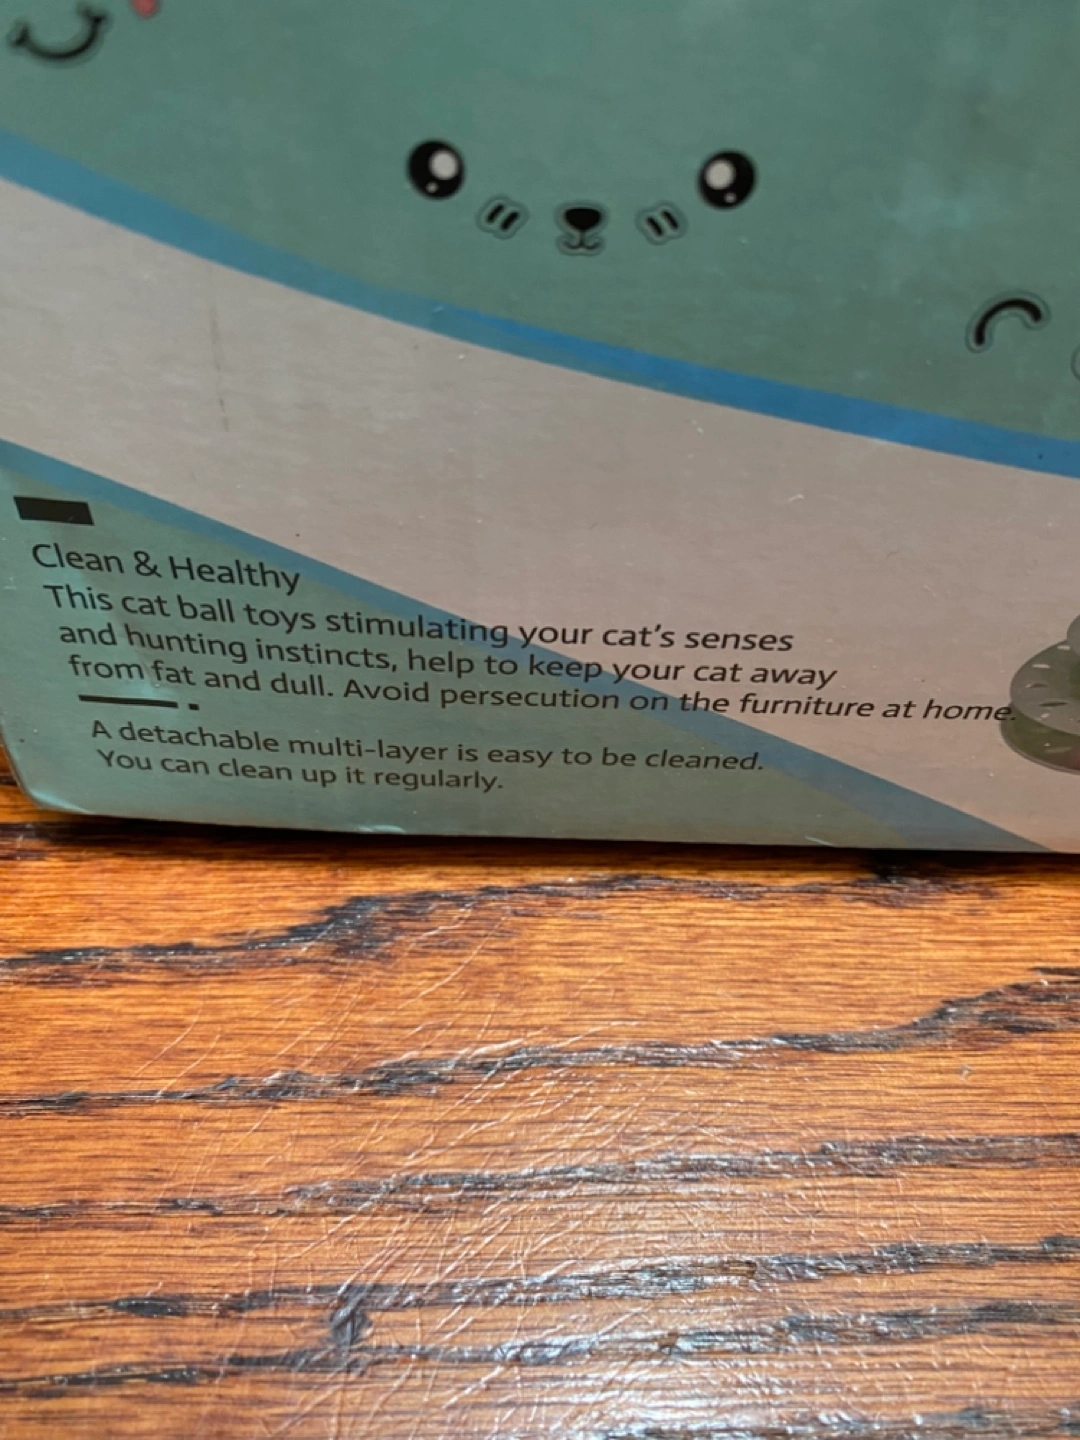 Clean & Healthy
This cat ball toys stimulating your cat's senses
and hunting instincts, help to keep your cat away
from fat and dull. Avoid persecution on the furniture at home.
A detachable multi-layer is easy to be cleaned.
You can clean up it regularly.